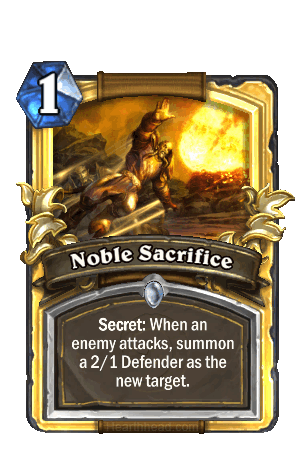 1
Noble Sacrifice
Secret: When an
enemy attacks, summon
a 2/1 Defender as the
new target.